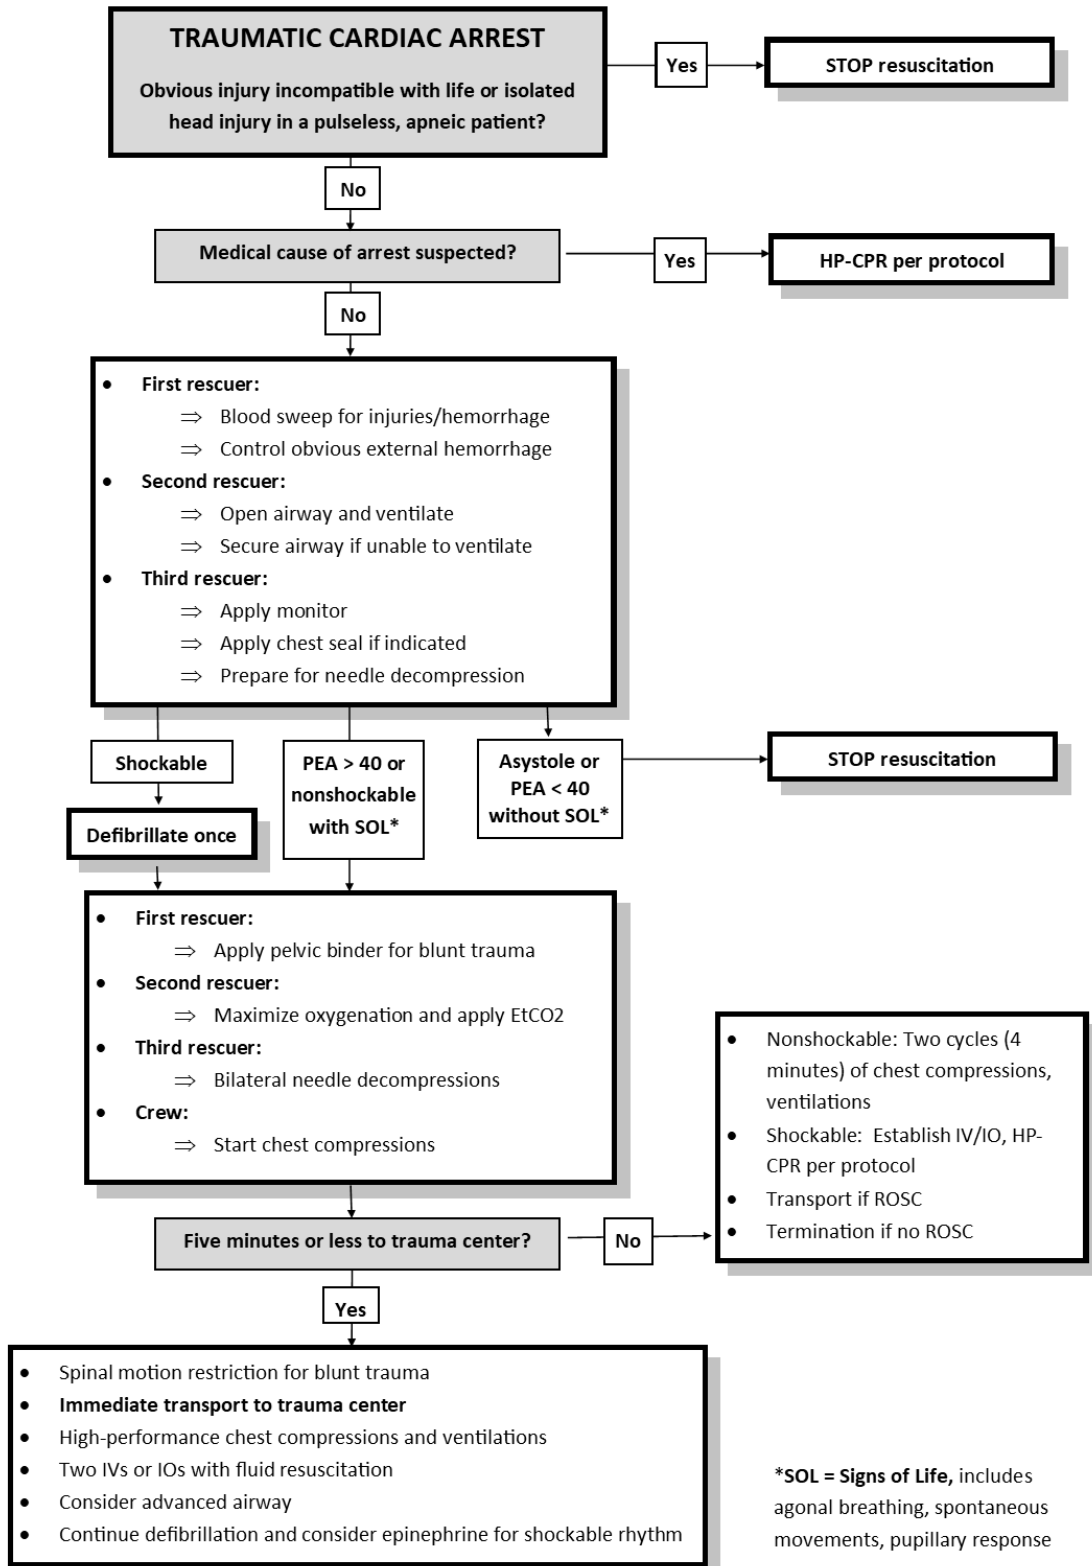 TRAUMATIC CARDIAC ARREST
Obvious injury incompatible with life or isolated
head injury in a pulseless, apneic patient?
Yes
STOP resuscitation
No
Medical cause of arrest suspected?
Yes
HP-CPR per protocol
No
• First rescuer:
⇒ Blood sweep for injuries/hemorrhage
⇒ Control obvious external hemorrhage
• Second rescuer:
⇒ Open airway and ventilate
⇒ Secure airway if unable to ventilate
• Third rescuer:
⇒ Apply monitor
⇒ Apply chest seal if indicated
⇒ Prepare for needle decompression
Shockable
Defibrillate once
PEA > 40 or
nonshockable
with SOL*
Asystole or
PEA < 40
without SOL*
STOP resuscitation
• First rescuer:
⇒ Apply pelvic binder for blunt trauma
• Second rescuer:
⇒ Maximize oxygenation and apply EtCO2
• Third rescuer:
⇒ Bilateral needle decompressions
• Crew:
⇒ Start chest compressions
Five minutes or less to trauma center?
No
• Nonshockable: Two cycles (4
minutes) of chest compressions,
ventilations
• Shockable: Establish IV/IO, HP-
CPR per protocol
• Transport if ROSC
• Termination if no ROSC
Yes
• Spinal motion restriction for blunt trauma
• Immediate transport to trauma center
• High-performance chest compressions and ventilations
• Two IVs or IOs with fluid resuscitation
• Consider advanced airway
• Continue defibrillation and consider epinephrine for shockable rhythm
*SOL = Signs of Life, includes
agonal breathing, spontaneous
movements, pupillary response